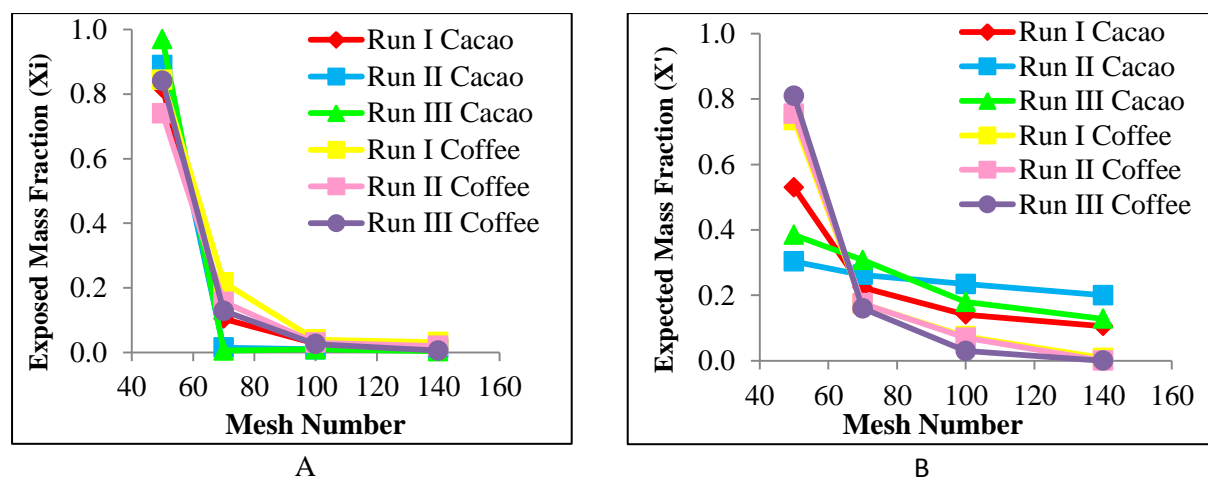 Exposed Mass Fraction (Xi)
1.0
0.8
0.6
0.4
0.2
0.0
40 60 80 100 120 140 160
Mesh Number
Run I Cacao
Run II Cacao
Run III Cacao
Run I Coffee
Run II Coffee
Run III Coffee
A
Expected Mass Fraction (X')
1.0
0.8
0.6
0.4
0.2
0.0
40 60 80 100 120 140 160
Mesh Number
Run I Cacao
Run II Cacao
Run III Cacao
Run I Coffee
Run II Coffee
Run III Coffee
B